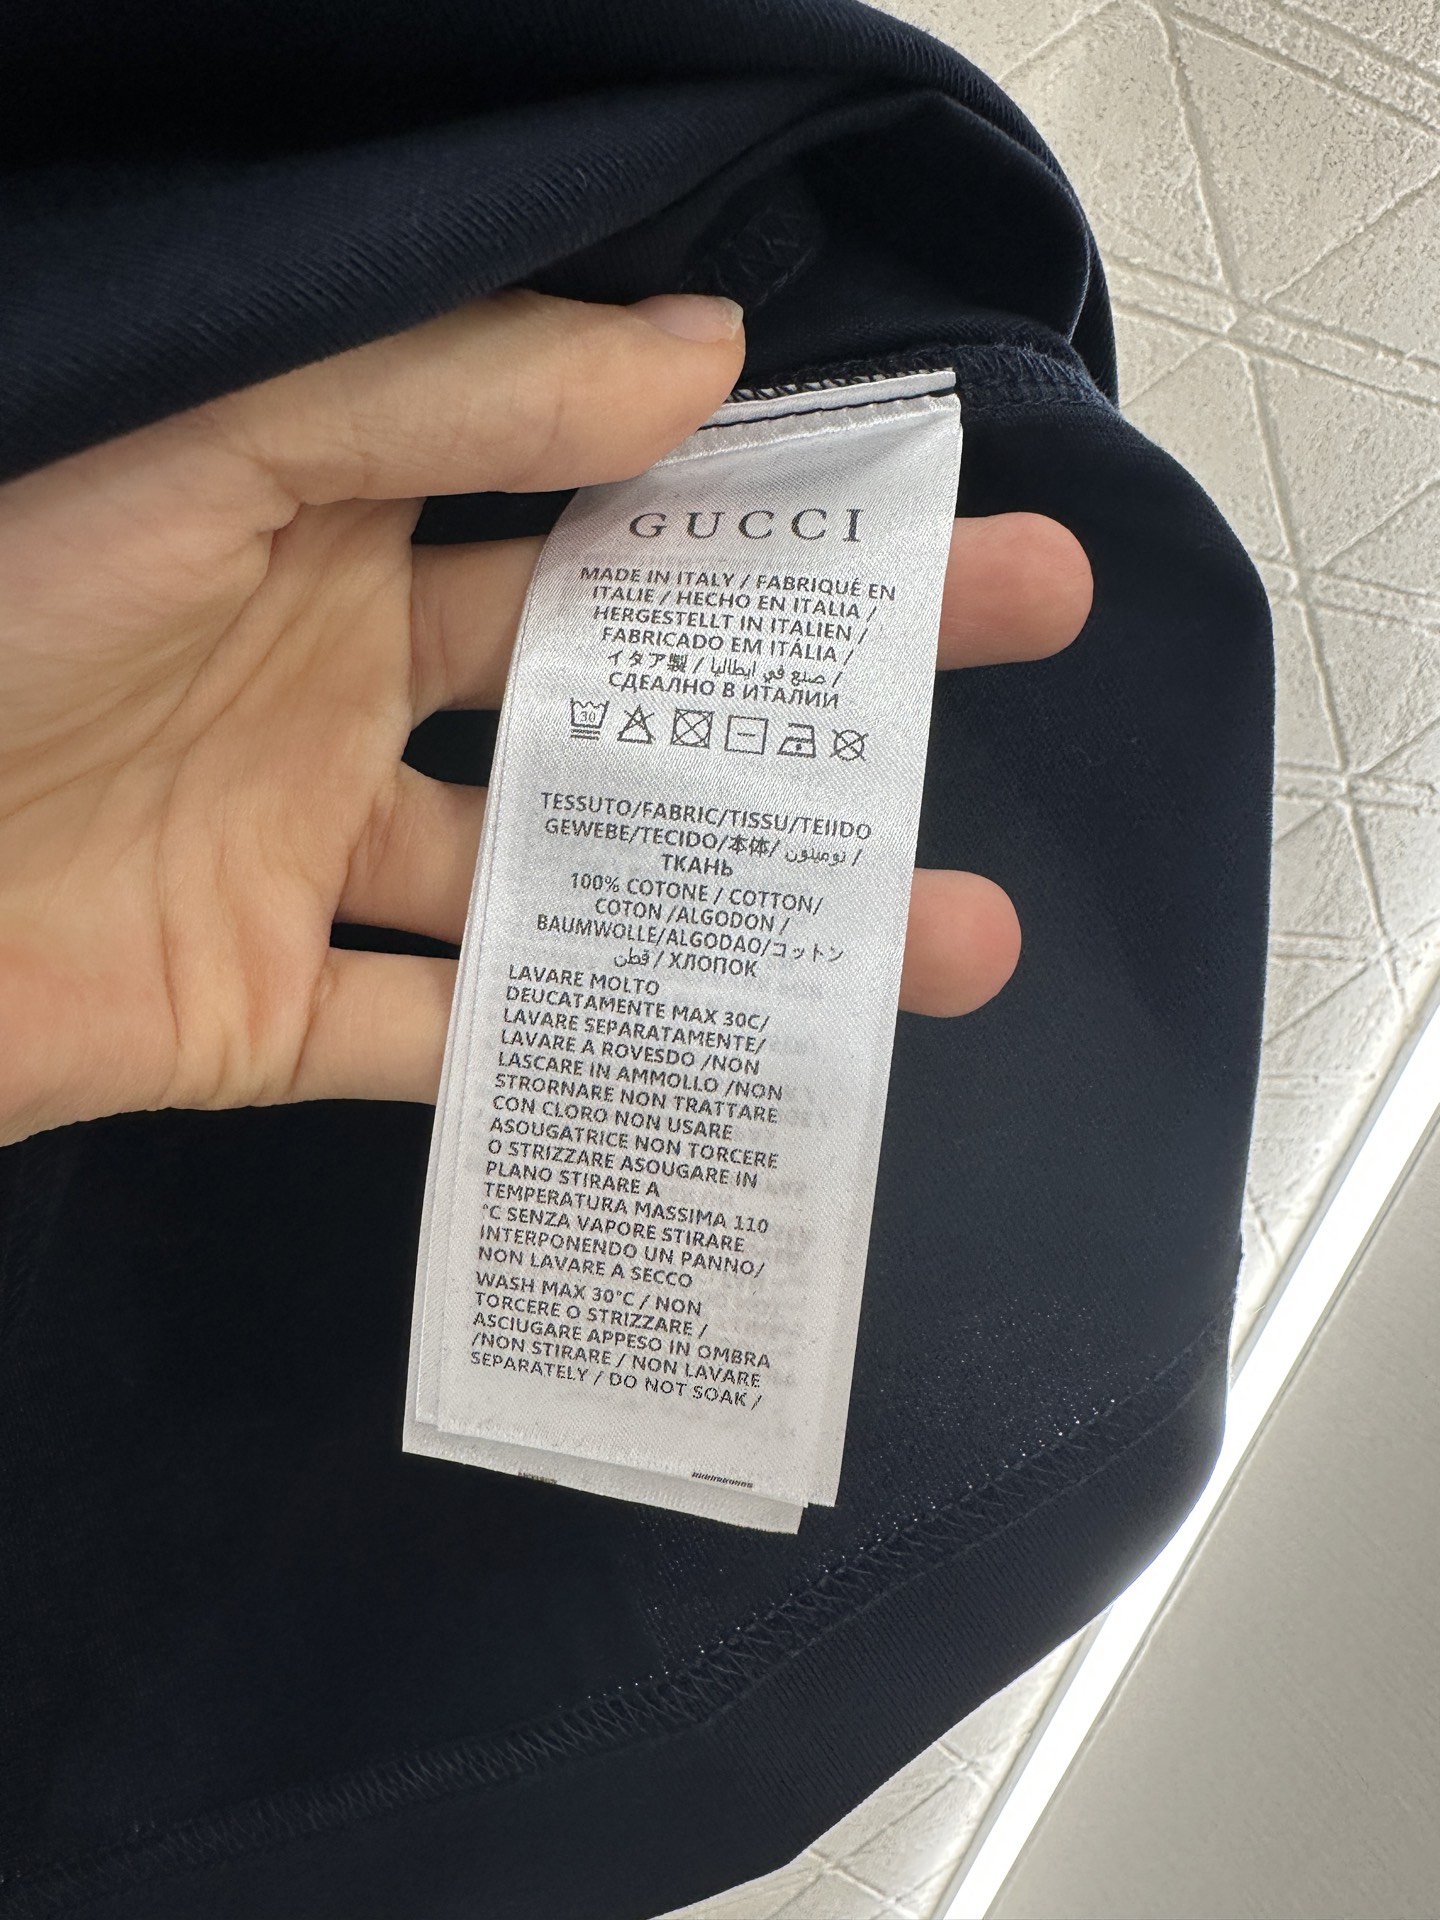 GUCCI
MADE IN ITALY / FABRIQUÉ EN
ITALIE / HECHO EN ITALIA /
HERGESTELLT IN ITALIEN /
FABRICADO EM ITÁLIA /
イタア製 / صنع في ايطاليا /
СДЕАЛНО В ИТАЛИИ
30
TESSUTO/FABRIC/TISSU/TEIIDO
GEWEBE/TECIDO/本体/ /
ТКАНЬ
100% COTONE / COTTON/
COTON /ALGODON /
BAUMWOLLE/ALGODAO/コットン
قطن / ХЛОПОК
LAVARE MOLTO
DEUCATAMENTE MAX 30C/
LAVARE SEPARATAMENTE/
LAVARE A ROVESDO /NON
LASCARE IN AMMOLLO /NON
STRORNARE NON TRATTARE
CON CLORO NON USARE
ASOUGATRICE NON TORCERE
O STRIZZARE ASOUGARE IN
PLANO STIRARE A
TEMPERATURA MASSIMA 110
°C SENZA VAPORE STIRARE
INTERPONENDO UN PANNO/
NON LAVARE A SECCO
WASH MAX 30°C / NON
TORCERE O STRIZZARE /
ASCIUGARE APPESO IN OMBRA
/NON STIRARE / NON LAVARE
SEPARATELY / DO NOT SOAK /